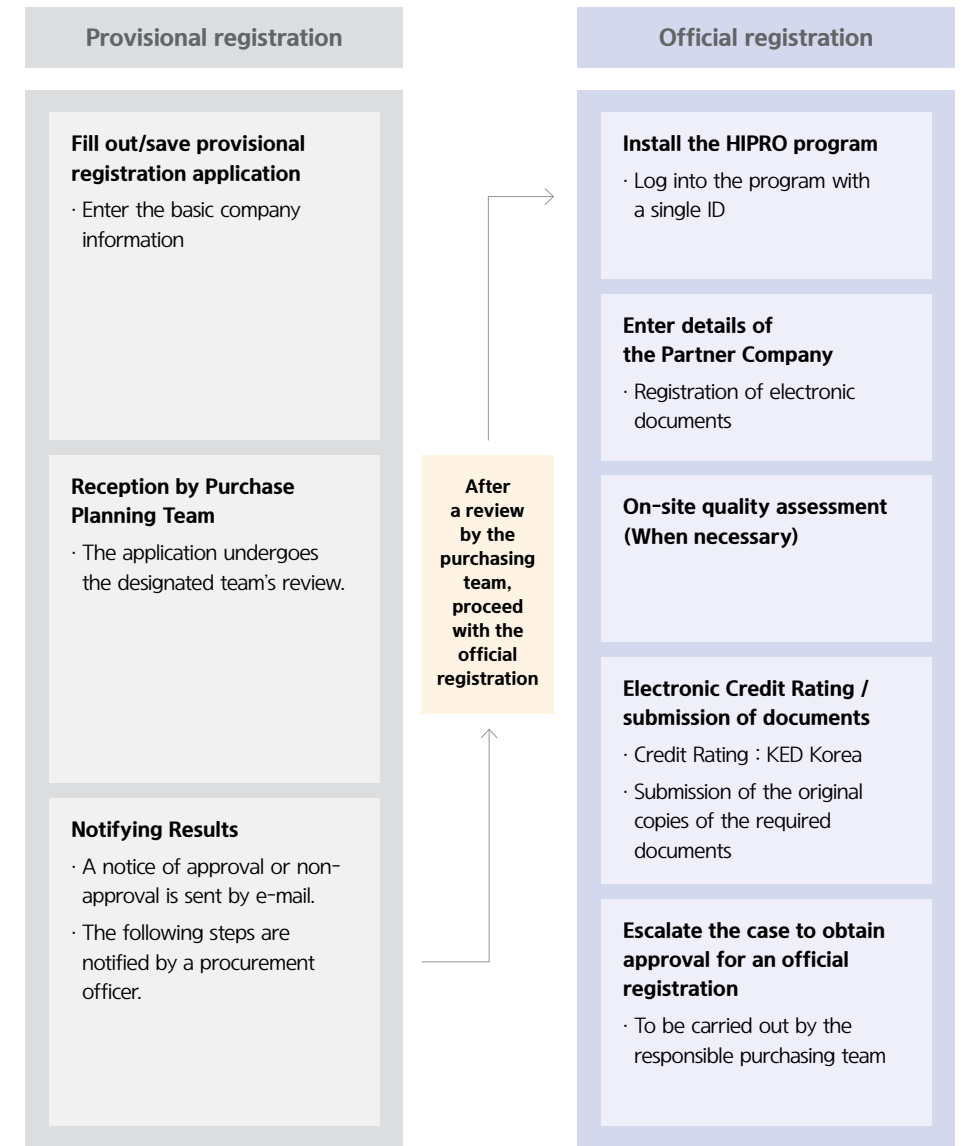 Provisional registration
Fill out/save provisional
registration application
· Enter the basic company
information
Reception by Purchase
Planning Team
· The application undergoes
the designated team's review.
Notifying Results
· A notice of approval or non-
approval is sent by e-mail.
· The following steps are
notified by a procurement
officer.
After
a review
by the
purchasing
team,
proceed
with the
official
registration
Official registration
Install the HIPRO program
· Log into the program with
a single ID
Enter details of
the Partner Company
· Registration of electronic
documents
On-site quality assessment
(When necessary)
Electronic Credit Rating /
submission of documents
· Credit Rating : KED Korea
· Submission of the original
copies of the required
documents
Escalate the case to obtain
approval for an official
registration
· To be carried out by the
responsible purchasing team